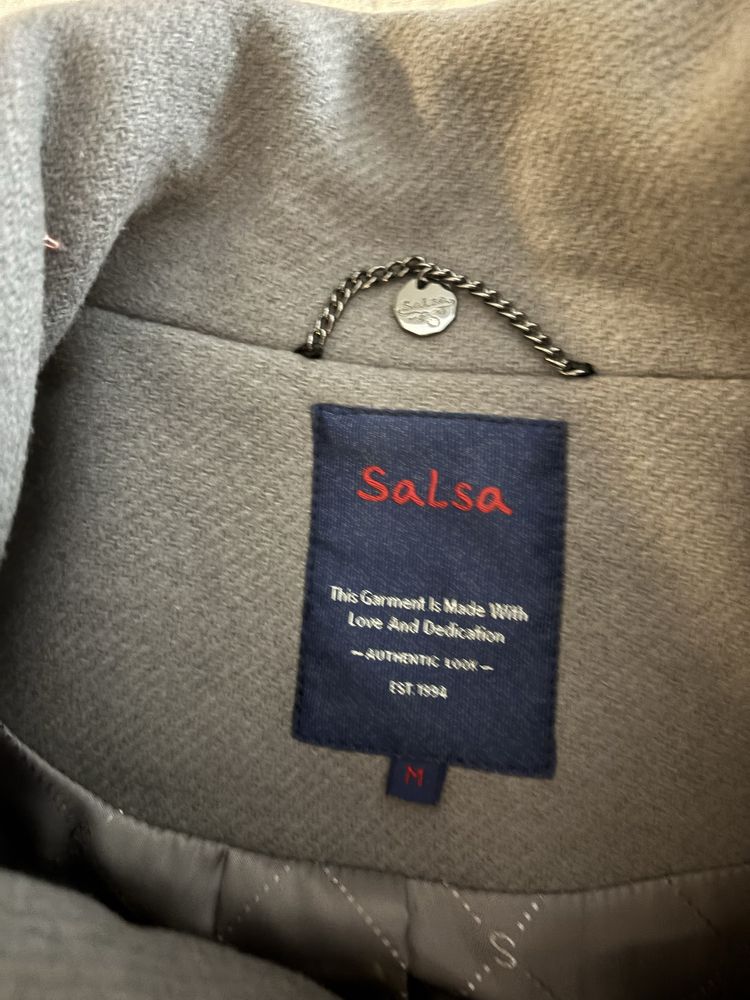 Salsa
Salsa
This Garment Is Made With
Love And Dedication
— AUTHENTIC LOOK —
EST. 1994
M
S